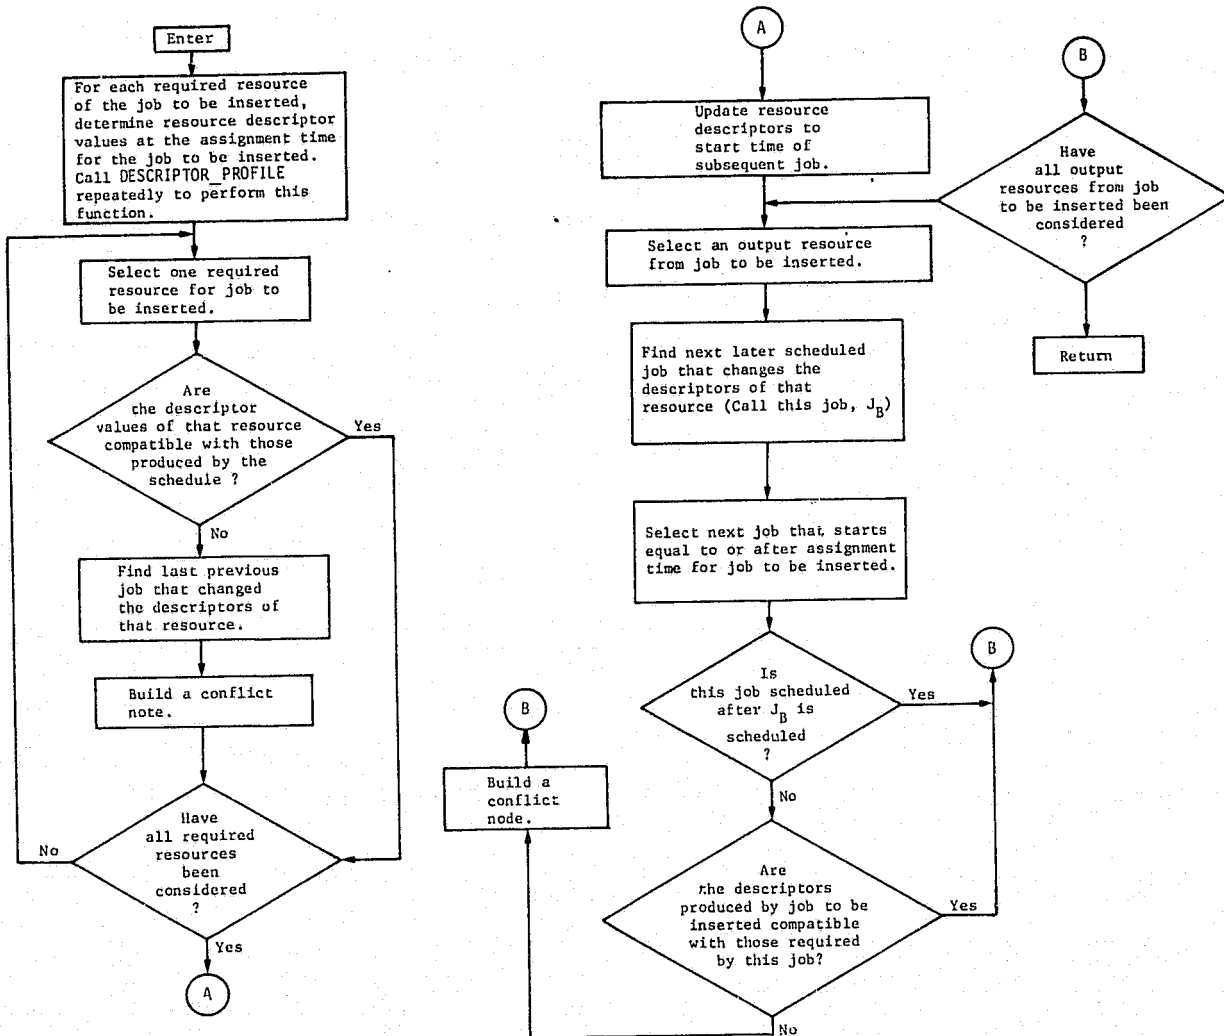 Enter
For each required resource
of the job to be inserted,
determine resource descriptor
values at the assignment time
for the job to be inserted.
Call DESCRIPTOR_PROFILE
repeatedly to perform this
function.
Select one required
resource for job to
be inserted.
Are
the descriptor
values of that resource
compatible with those
produced by the
schedule ?
Yes
No
Find last previous
job that changed
the descriptors of
that resource.
Build a conflict
note.
Have
all required
resources
been
considered
?
No
Yes
A
A
Update resource
descriptors to
start time of
subsequent job.
Select an output resource
from job to be inserted.
Find next later scheduled
job that changes the
descriptors of that
resource (Call this job, JB)
Select next job that starts
equal to or after assignment
time for job to be inserted.
Is
this job scheduled
after JB is
scheduled
?
Yes
No
B
Are
the descriptors
produced by job to be
inserted compatible
with those required
by this job?
Yes
No
Build a
conflict
node.
B
B
Have
all output
resources from job
to be inserted been
considered
?
Return